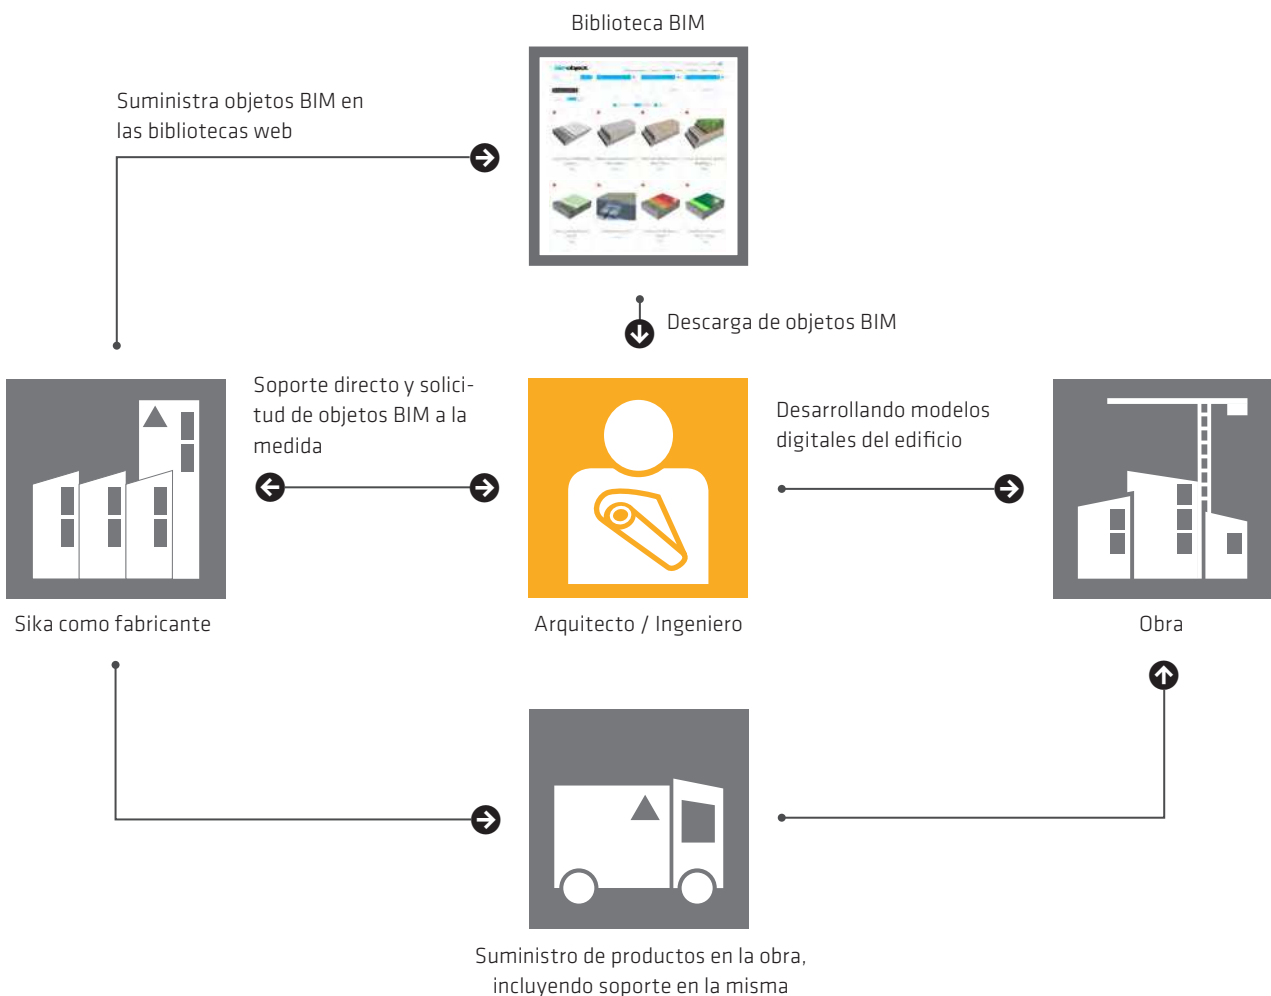 Biblioteca BIM
Suministra objetos BIM en
las bibliotecas web
Descarga de objetos BIM
Soporte directo y solici-
tud de objetos BIM a la
medida
Desarrollando modelos
digitales del edificio
Sika como fabricante
Arquitecto / Ingeniero
Obra
Suministro de productos en la obra,
incluyendo soporte en la misma